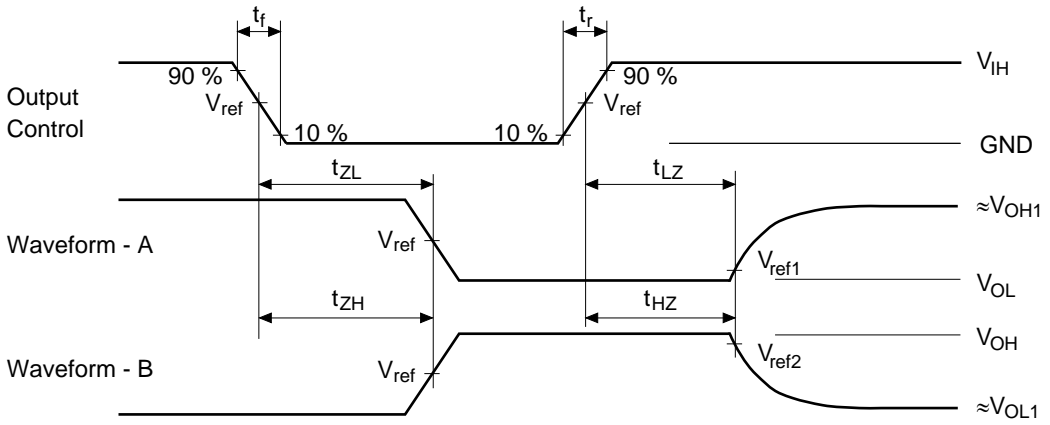 tf
tr
VIH
90 %
90 %
Output
Control
Vref
Vref
10 %
10 %
GND
tZL
tLZ
≈VOH1
Waveform - A
Vref
Vref1
VOL
tZH
tHZ
VOH
Vref2
Waveform - B
Vref
≈VOL1